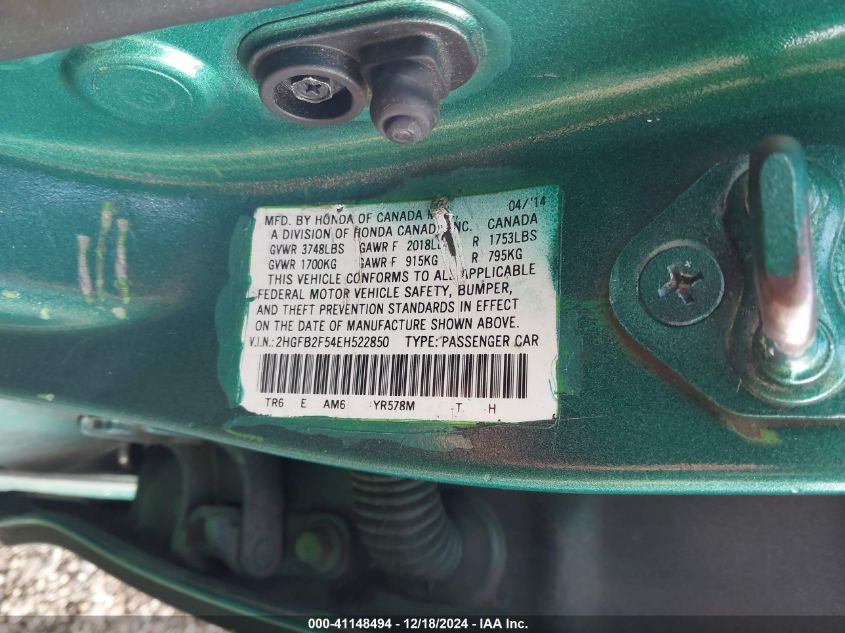 04/'14
MFD. BY HONDA OF CANADA
A DIVISION OF HONDA CANADA INC. CANADA
GVWR 3748LBS GAWR F 2018LBS R 1753LBS
GVWR 1700KG GAWR F 915KG R 795KG
THIS VEHICLE CONFORMS TO ALL APPLICABLE
FEDERAL MOTOR VEHICLE SAFETY, BUMPER,
AND THEFT PREVENTION STANDARDS IN EFFECT
ON THE DATE OF MANUFACTURE SHOWN ABOVE.
V.I.N.: 2HGFB2F54EH522850 TYPE: PASSENGER CAR
TR6 E AM6 YR578M T H
000-41148494 - 12/18/2024 - IAA Inc.